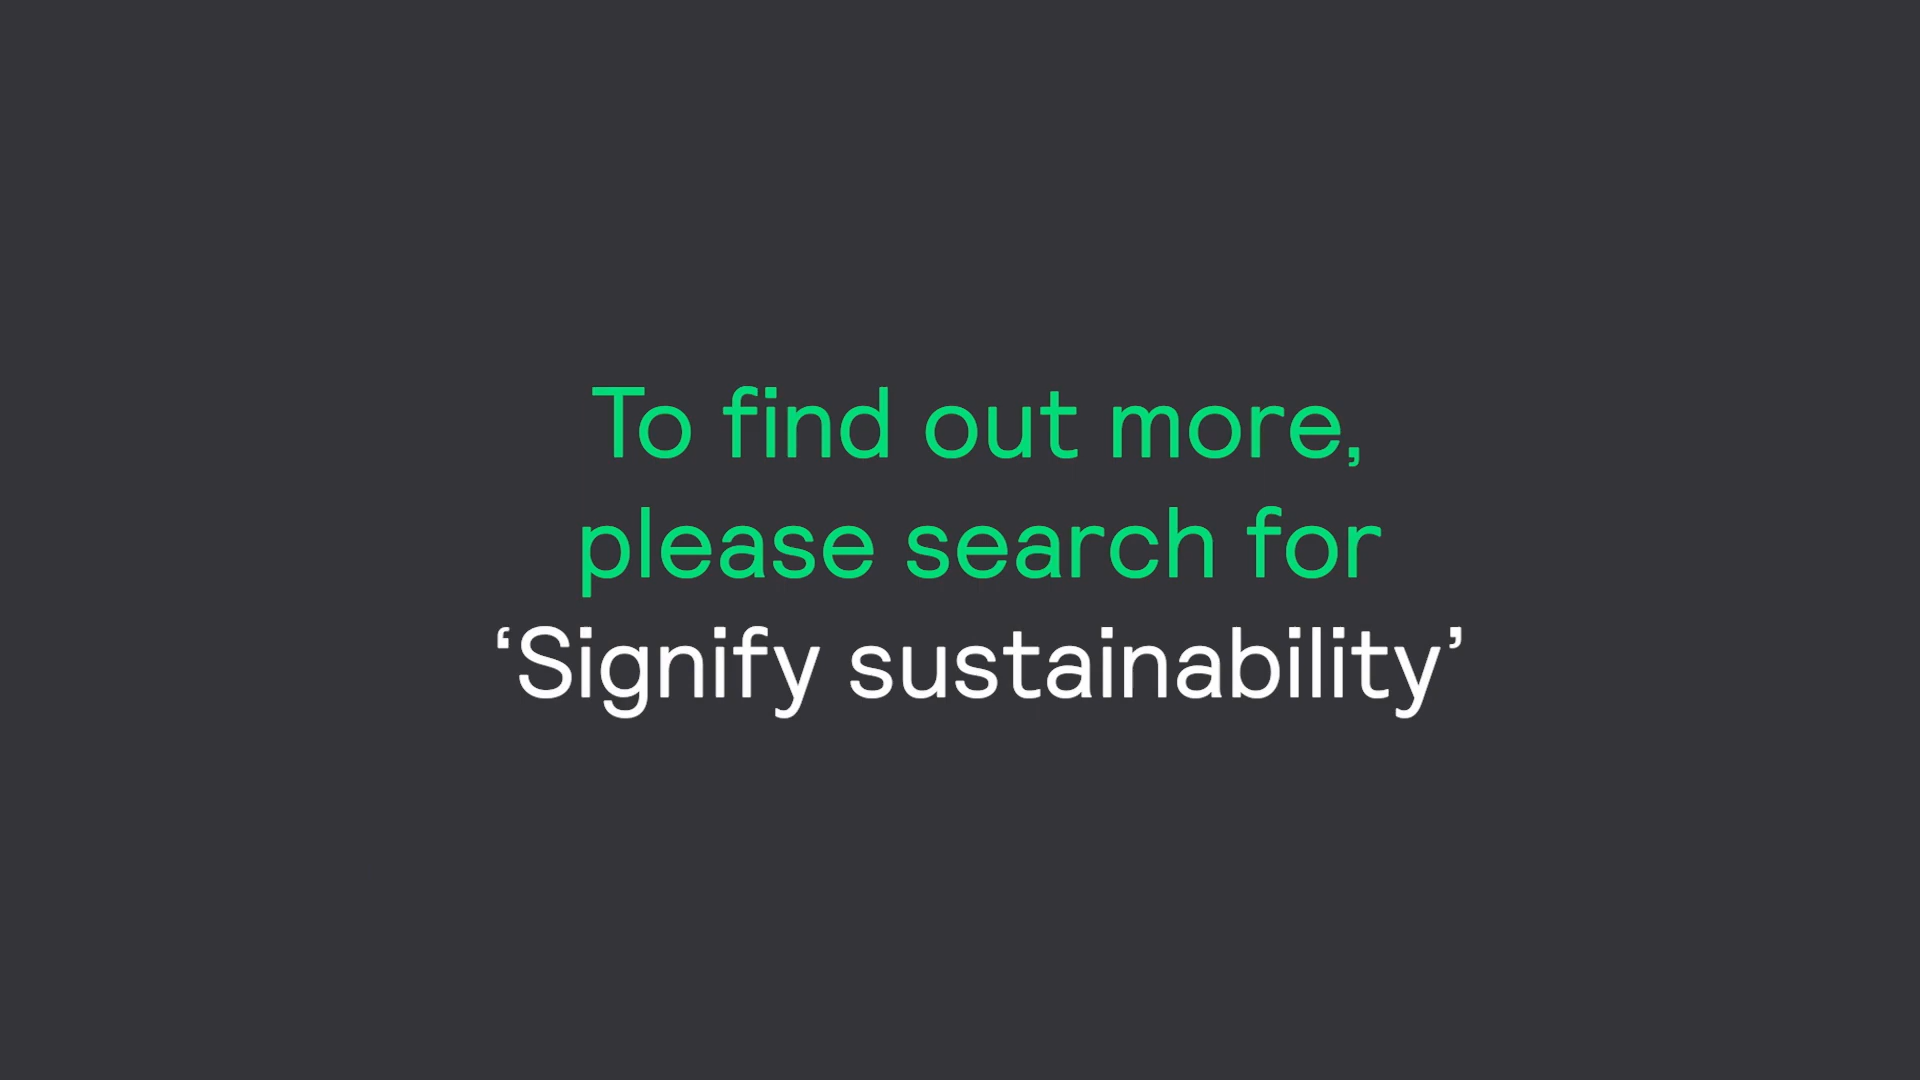 To find out more,
please search for
‘Signify sustainability’